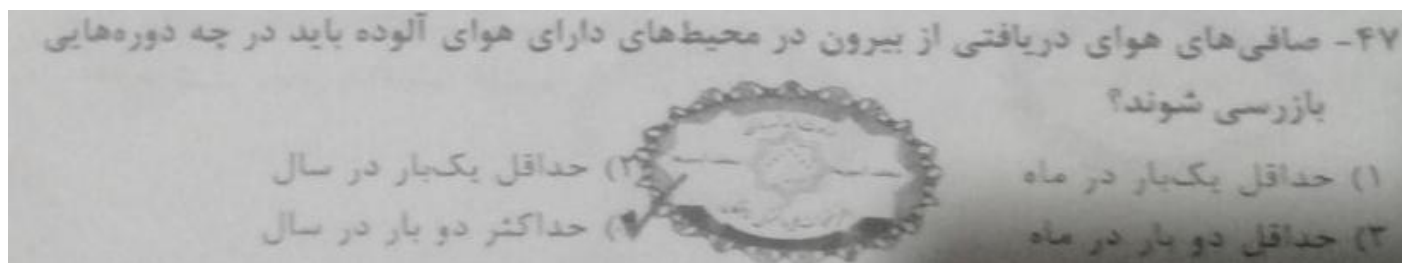 ۴۷- صافی‌های هوای دریافتی از بیرون در محیط‌های دارای هوای آلوده باید در چه دوره‌هایی
بازرسی شوند؟
۱) حداقل یک‌بار در ماه
۲) حداقل یک‌بار در سال
۳) حداقل دو بار در ماه
۴) حداکثر دو بار در سال